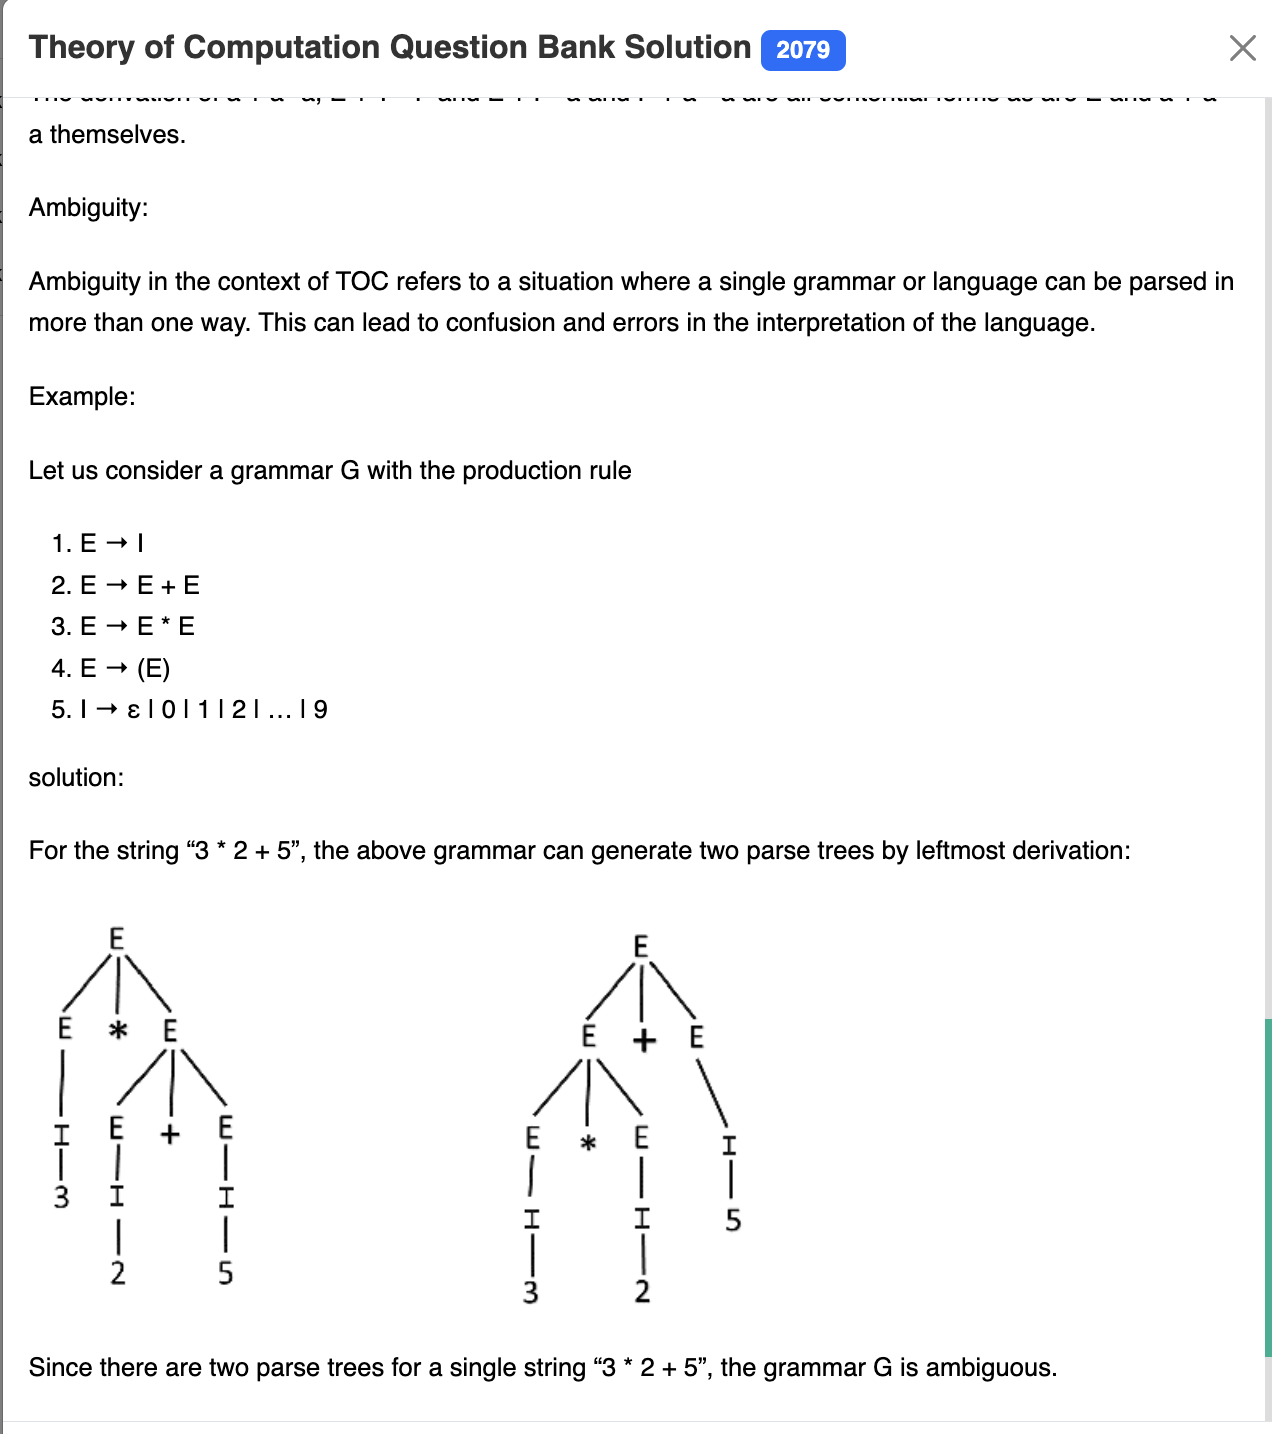 Theory of Computation Question Bank Solution 2079
a themselves.
Ambiguity:
Ambiguity in the context of TOC refers to a situation where a single grammar or language can be parsed in
more than one way. This can lead to confusion and errors in the interpretation of the language.
Example:
Let us consider a grammar G with the production rule
1. E → I
2. E → E + E
3. E → E * E
4. E → (E)
5. I → ε | 0 | 1 | 2 | … | 9
solution:
For the string “3 * 2 + 5”, the above grammar can generate two parse trees by leftmost derivation:
E
E * E
I E + E
3 I I
2 5
E
E + E
E * E I
I I 5
3 2
Since there are two parse trees for a single string “3 * 2 + 5”, the grammar G is ambiguous.